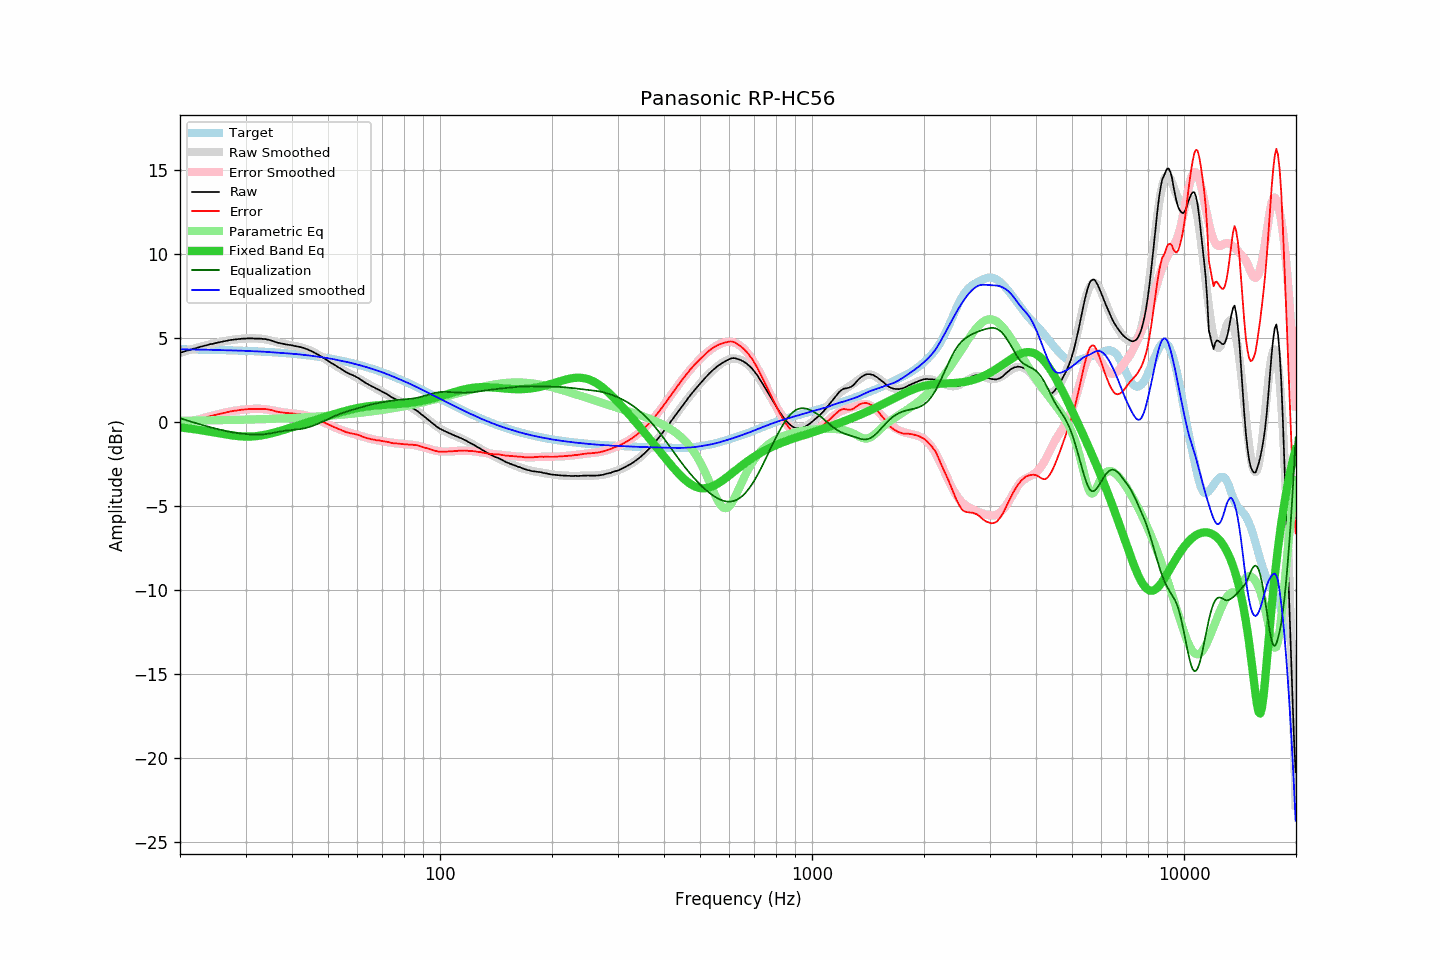 Panasonic RP-HC56
Target
Raw Smoothed
Error Smoothed
Raw
Error
Parametric Eq
Fixed Band Eq
Equalization
Equalized smoothed
15
10
5
0
−5
−10
−15
−20
−25
Amplitude (dBr)
100
1000
10000
Frequency (Hz)